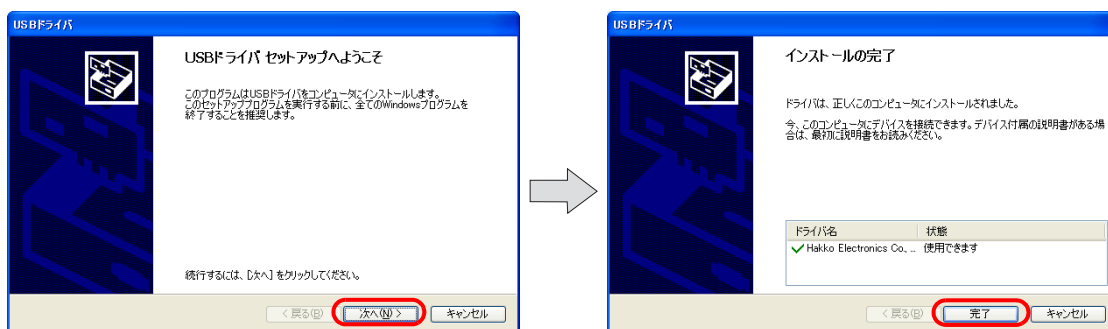 USBドライバ
USBドライバ セットアップへようこそ
このプログラムはUSBドライバをコンピュータにインストールします。
このセットアッププログラムを実行する前に、全てのWindowsプログラムを
終了することを推奨します。
続行するには、[次へ] をクリックしてください。
< 戻る(B)
次へ(N) >
キャンセル
USBドライバ
インストールの完了
ドライバは、正しくこのコンピュータにインストールされました。
今、このコンピュータにデバイスを接続できます。デバイス付属の説明書がある場
合は、最初に説明書をお読みください。
ドライバ名 状態
Hakko Electronics Co, ... 使用できます
< 戻る(B)
完了
キャンセル